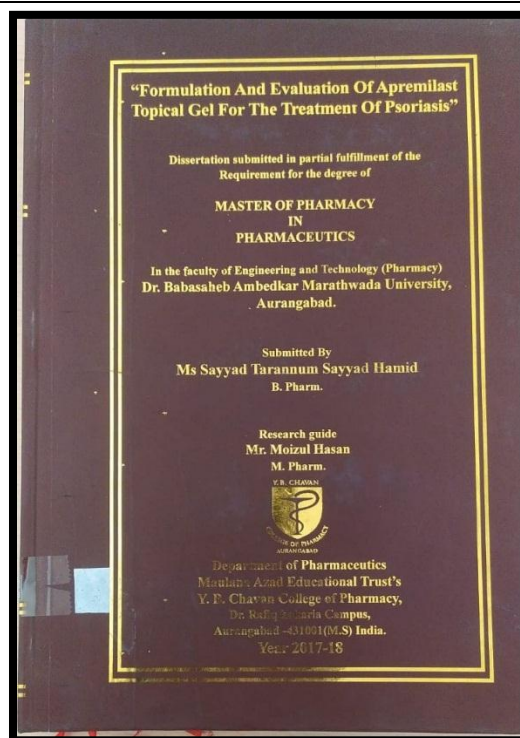 “Formulation And Evaluation Of Apremilast
Topical Gel For The Treatment Of Psoriasis”
Dissertation submitted in partial fulfillment of the
Requirement for the degree of
MASTER OF PHARMACY
IN
PHARMACEUTICS
In the faculty of Engineering and Technology (Pharmacy)
Dr. Babasaheb Ambedkar Marathwada University,
Aurangabad.
Submitted By
Ms Sayyad Tarannum Sayyad Hamid
B. Pharm.
Research guide
Mr. Moizul Hasan
M. Pharm.
Y. B. CHAVAN
COLLEGE OF PHARMACY
AURANGABAD
Department of Pharmaceutics
Maulana Azad Educational Trust’s
Y. B. Chavan College of Pharmacy,
Dr. Rafiq Zakaria Campus,
Aurangabad -431001(M.S) India.
Year 2017-18